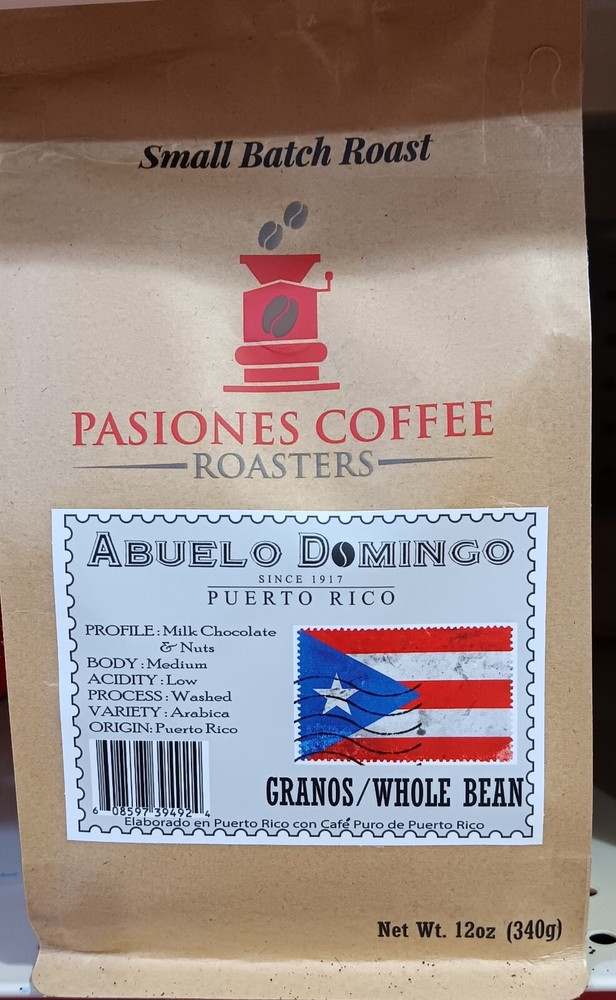 Small Batch Roast
PASIONES COFFEE
ROASTERS
ABUELO DOMINGO
SINCE 1917
PUERTO RICO
PROFILE: Milk Chocolate
& Nuts
BODY: Medium
ACIDITY: Low
PROCESS: Washed
VARIETY: Arabica
ORIGIN: Puerto Rico
6 08597 39492 4
GRANOS/WHOLE BEAN
Elaborado en Puerto Rico con Café Puro de Puerto Rico
Net Wt. 12oz (340g)